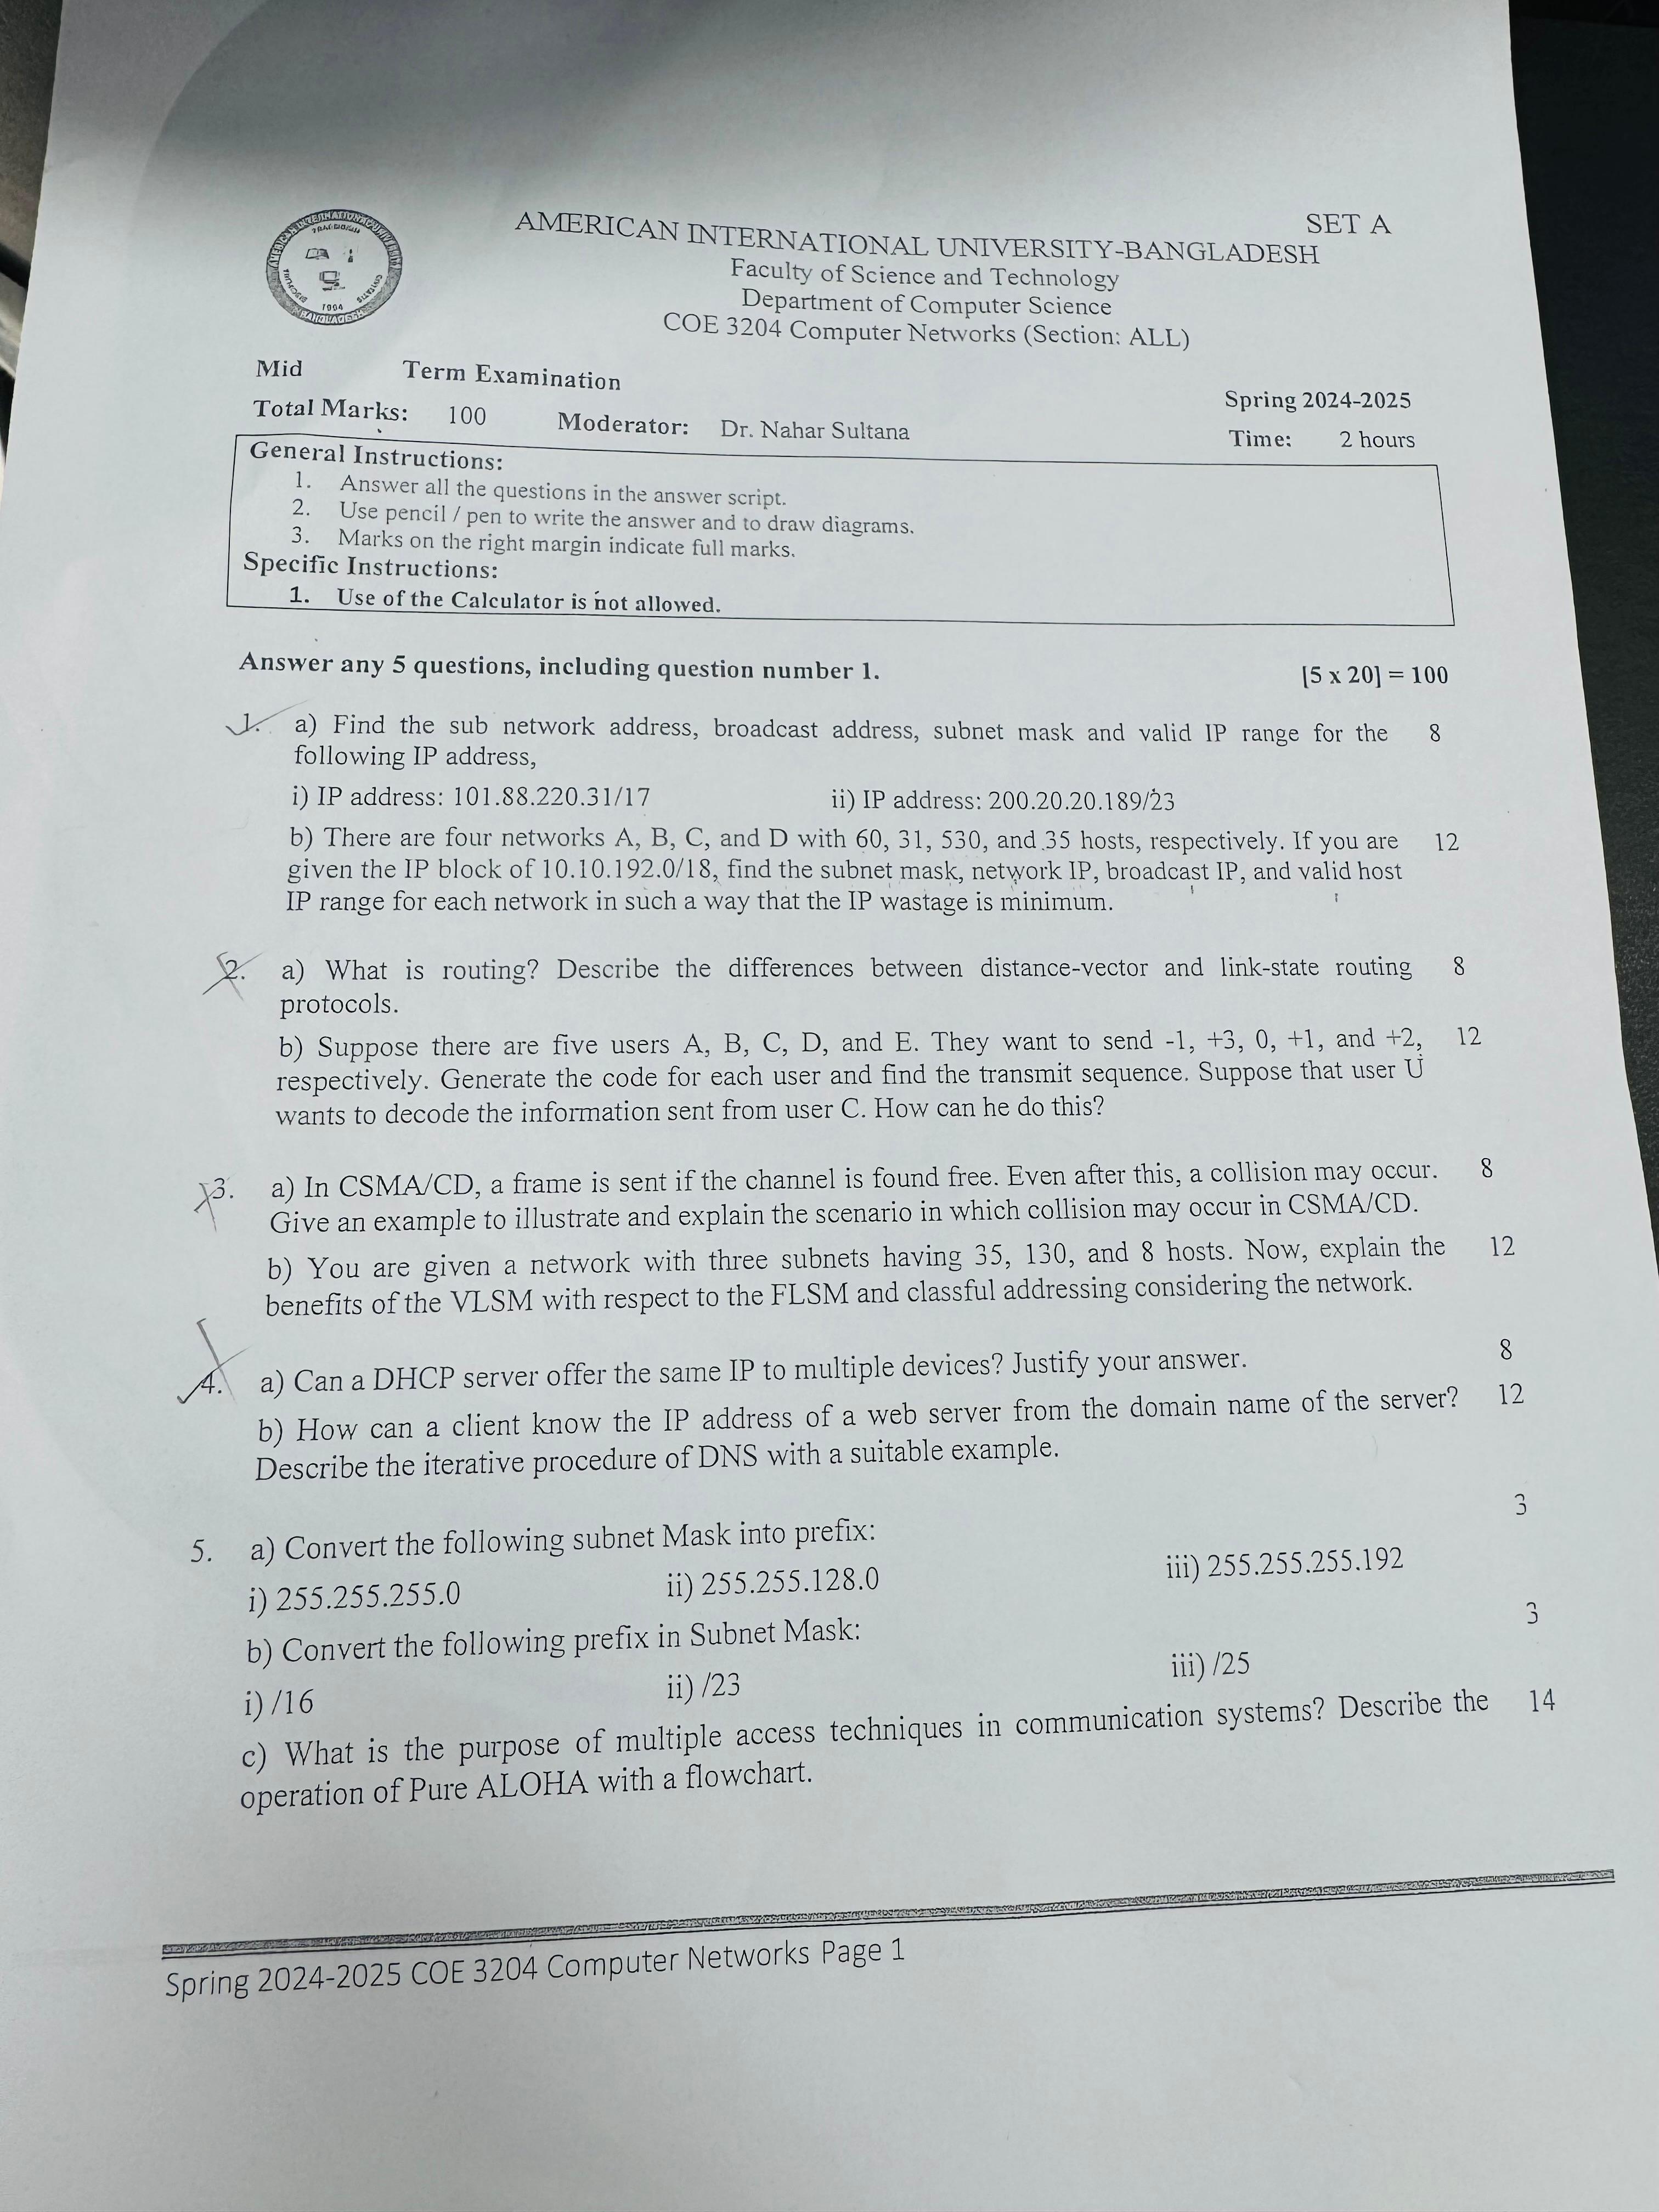 SET A
AMERICAN INTERNATIONAL UNIVERSITY-BANGLADESH
Faculty of Science and Technology
Department of Computer Science
COE 3204 Computer Networks (Section: ALL)
1994
BANGLADESH
Mid Term Examination
Spring 2024-2025
Total Marks: 100 Moderator: Dr. Nahar Sultana
Time: 2 hours
General Instructions:
1. Answer all the questions in the answer script.
2. Use pencil / pen to write the answer and to draw diagrams.
3. Marks on the right margin indicate full marks.
Specific Instructions:
1. Use of the Calculator is not allowed.
Answer any 5 questions, including question number 1. [5 x 20] = 100
1. a) Find the sub network address, broadcast address, subnet mask and valid IP range for the 8
following IP address,
i) IP address: 101.88.220.31/17 ii) IP address: 200.20.20.189/23
b) There are four networks A, B, C, and D with 60, 31, 530, and 35 hosts, respectively. If you are 12
given the IP block of 10.10.192.0/18, find the subnet mask, network IP, broadcast IP, and valid host
IP range for each network in such a way that the IP wastage is minimum.
2. a) What is routing? Describe the differences between distance-vector and link-state routing 8
protocols.
b) Suppose there are five users A, B, C, D, and E. They want to send -1, +3, 0, +1, and +2, 12
respectively. Generate the code for each user and find the transmit sequence. Suppose that user U
wants to decode the information sent from user C. How can he do this?
3. a) In CSMA/CD, a frame is sent if the channel is found free. Even after this, a collision may occur. 8
Give an example to illustrate and explain the scenario in which collision may occur in CSMA/CD.
b) You are given a network with three subnets having 35, 130, and 8 hosts. Now, explain the 12
benefits of the VLSM with respect to the FLSM and classful addressing considering the network.
4. a) Can a DHCP server offer the same IP to multiple devices? Justify your answer. 8
b) How can a client know the IP address of a web server from the domain name of the server? 12
Describe the iterative procedure of DNS with a suitable example.
5. a) Convert the following subnet Mask into prefix: 3
i) 255.255.255.0 ii) 255.255.128.0 iii) 255.255.255.192
b) Convert the following prefix in Subnet Mask: 3
i) /16 ii) /23 iii) /25
c) What is the purpose of multiple access techniques in communication systems? Describe the 14
operation of Pure ALOHA with a flowchart.
Spring 2024-2025 COE 3204 Computer Networks Page 1